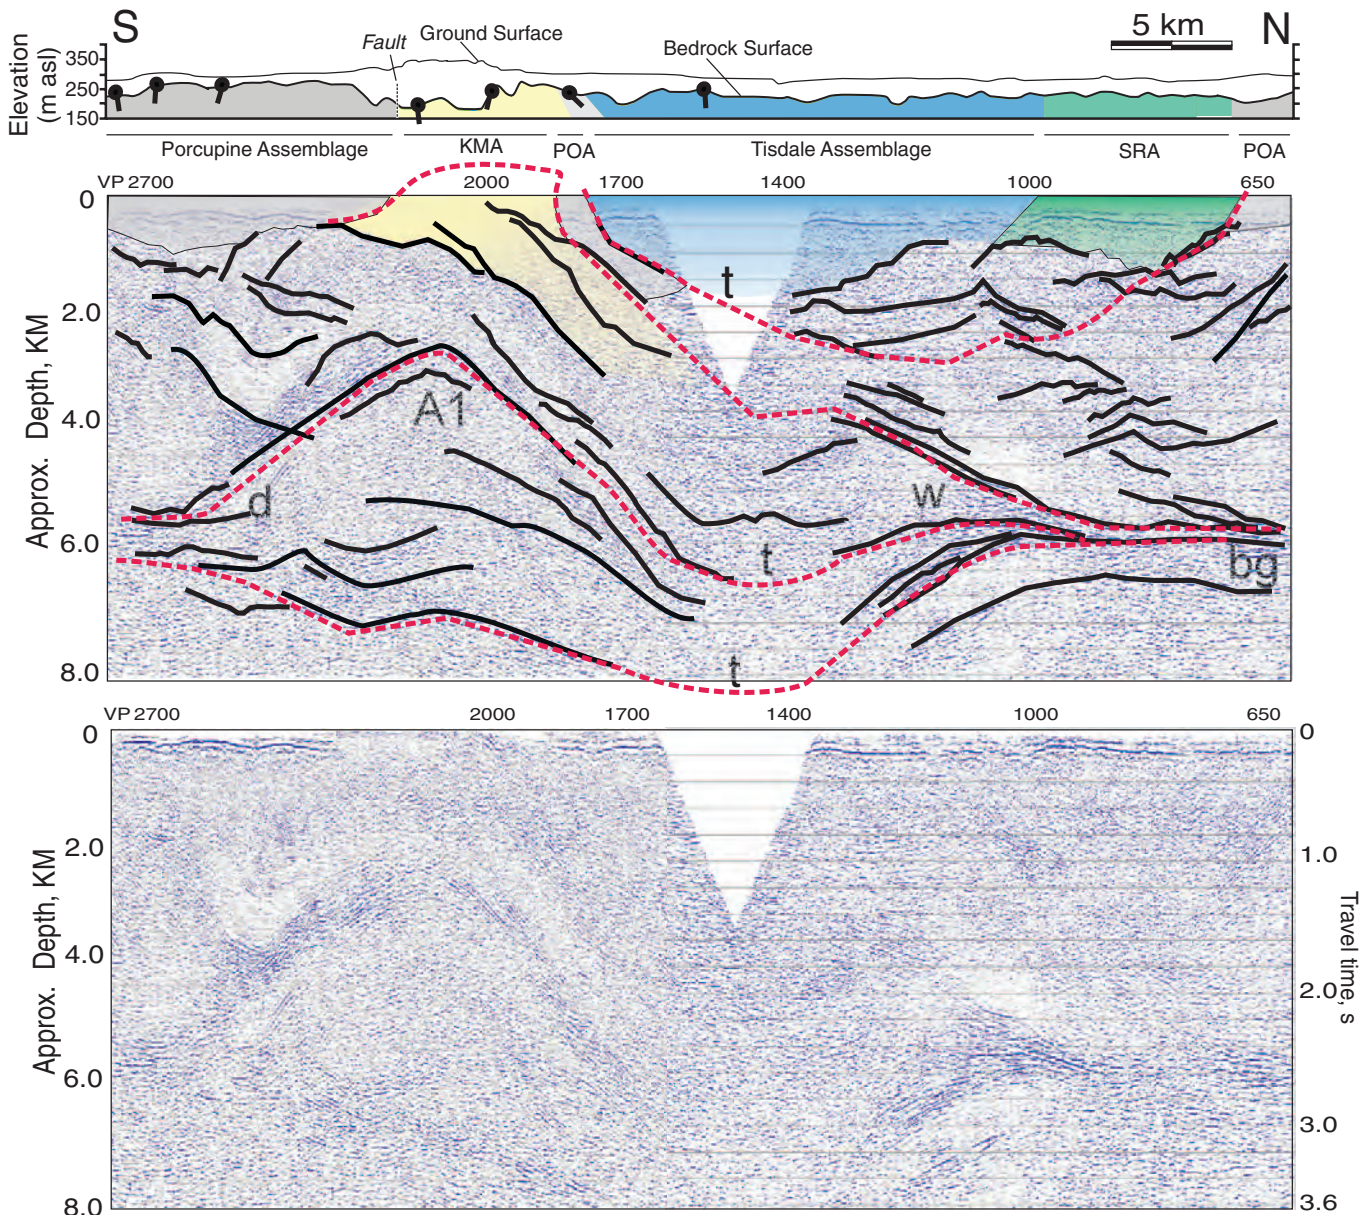 S
N
5 km
Elevation
(m asl)
350
250
150
Fault
Ground Surface
Bedrock Surface
Porcupine Assemblage
KMA
POA
Tisdale Assemblage
SRA
POA
VP 2700
2000
1700
1400
1000
650
Approx. Depth, KM
0
2.0
4.0
6.0
8.0
t
A1
d
w
t
bg
t
VP 2700
2000
1700
1400
1000
650
Approx. Depth, KM
0
2.0
4.0
6.0
8.0
0
1.0
2.0
3.0
3.6
Travel time, s